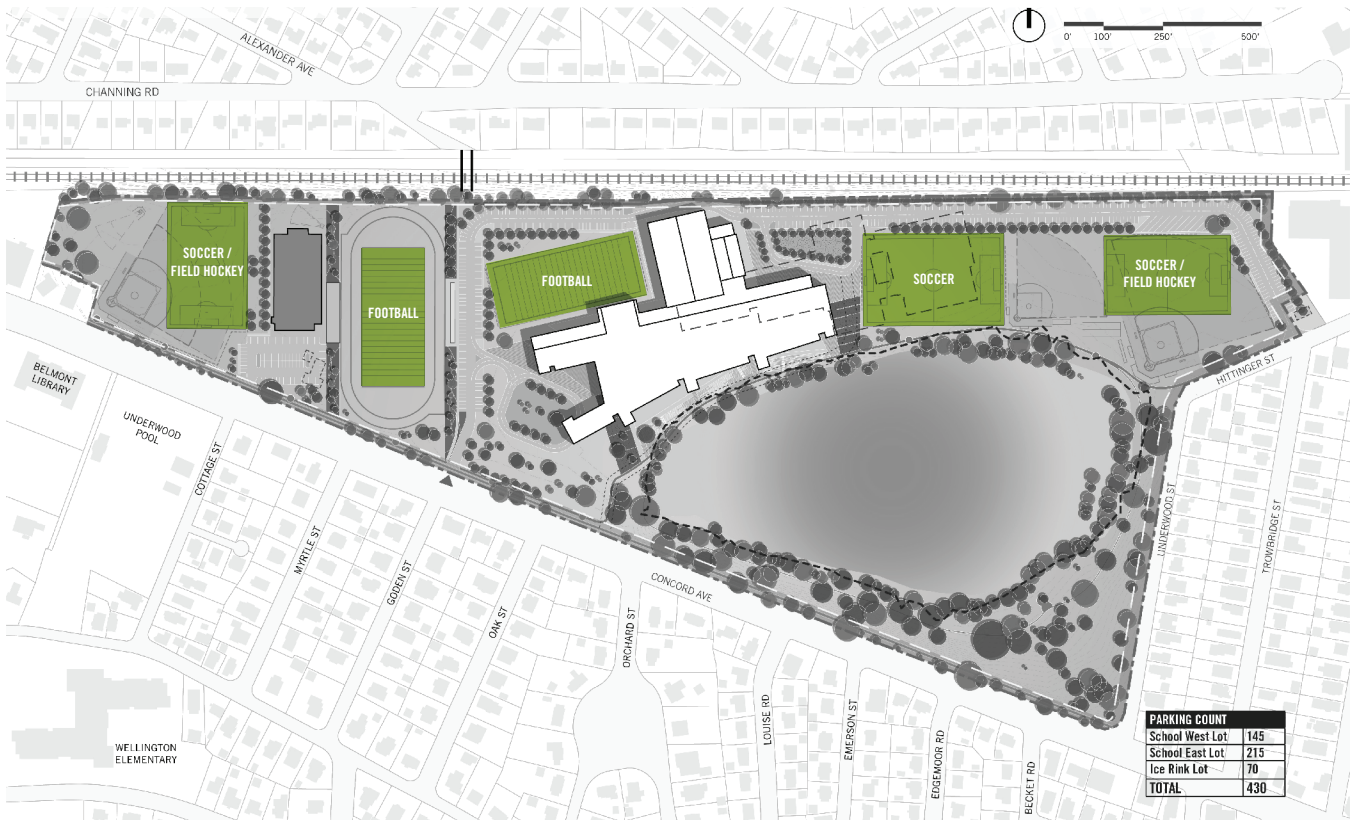 ALEXANDER AVE
CHANNING RD
0'
100'
250'
500'
SOCCER /
FIELD HOCKEY
FOOTBALL
FOOTBALL
SOCCER
SOCCER /
FIELD HOCKEY
BELMONT
LIBRARY
UNDERWOOD
POOL
COTTAGE ST
MYRTLE ST
GODEN ST
OAK ST
ORCHARD ST
CONCORD AVE
LOUISE RD
EMERSON ST
EDGEMOOR RD
BECKET RD
HITTINGER ST
UNDERWOOD ST
TROWBRIDGE ST
WELLINGTON
ELEMENTARY
PARKING COUNT
School West Lot 145
School East Lot 215
Ice Rink Lot 70
TOTAL 430